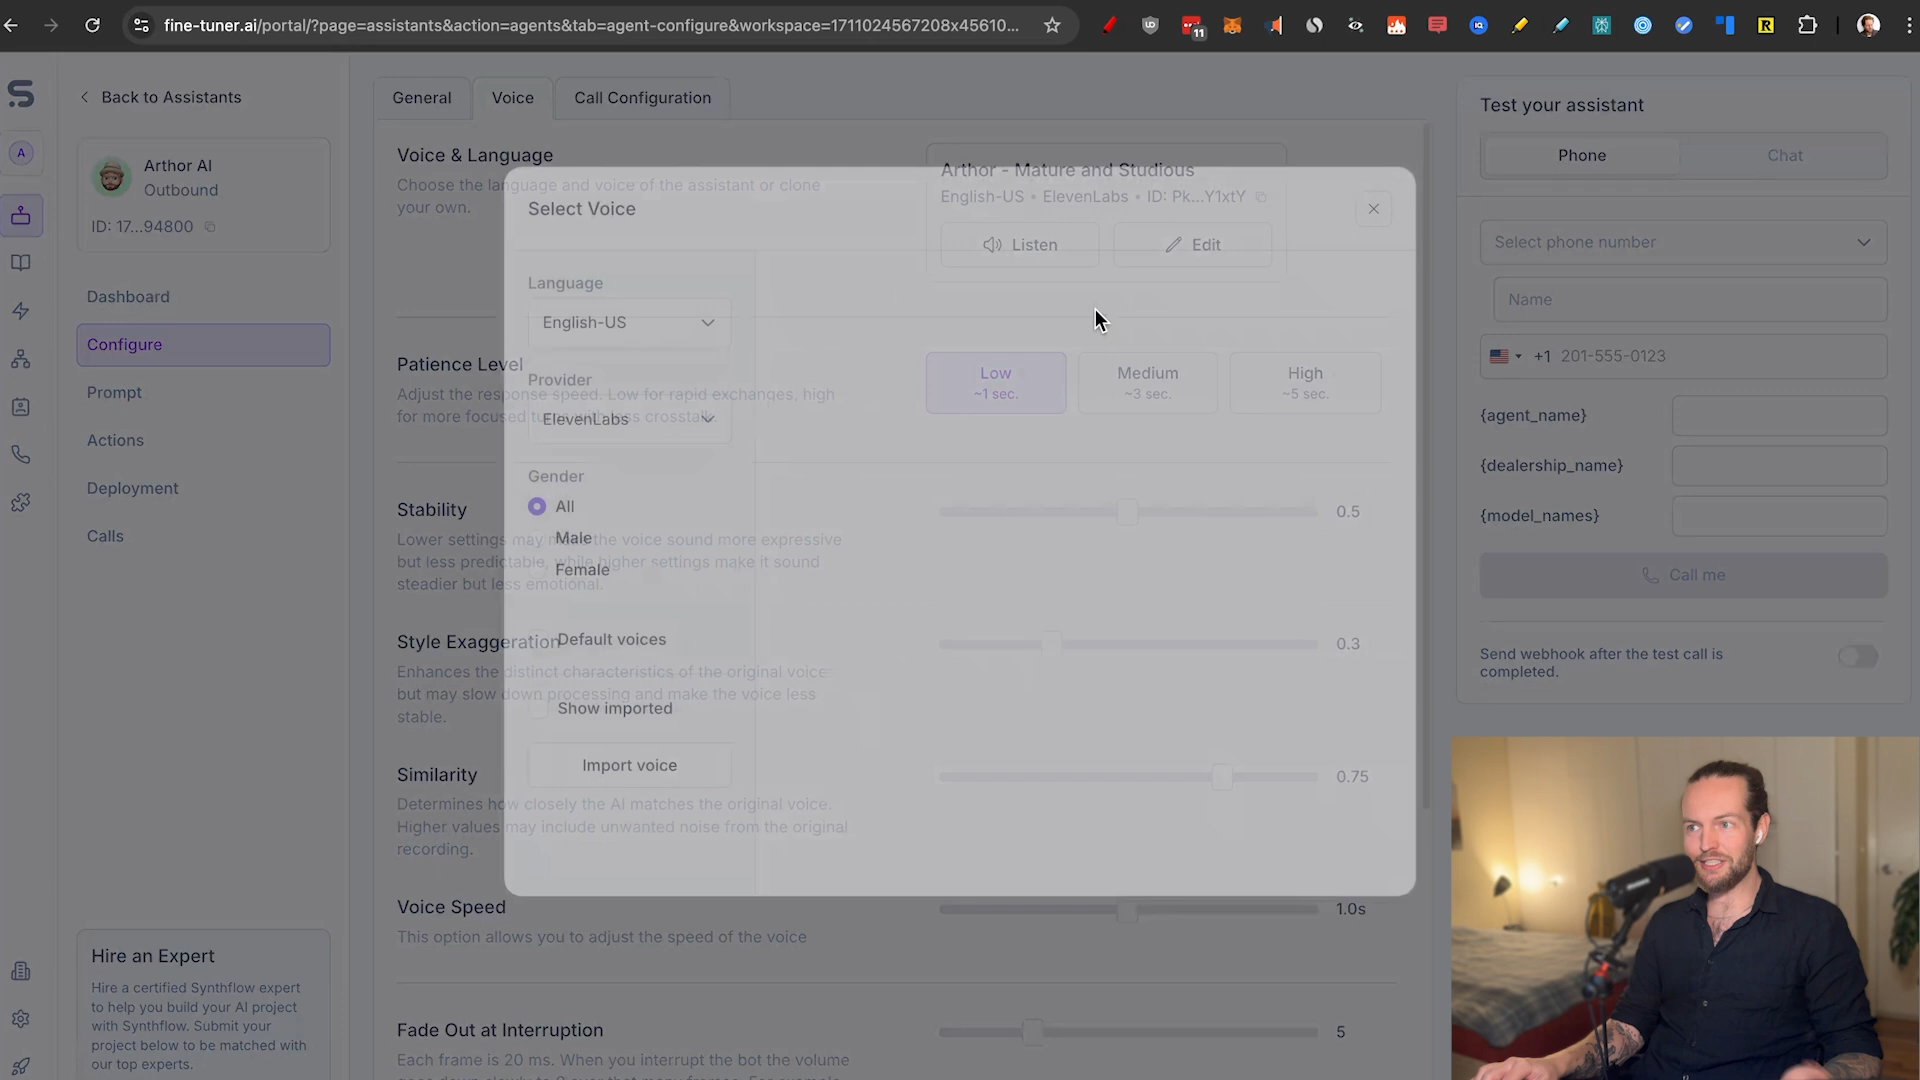 fine-tuner.ai/portal/?page=assistants&action=agents&tab=agent-configure&workspace=1711024567208x45610...
11
Back to Assistants
A
Arthor AI
Outbound
ID: 17...94800
Dashboard
Configure
Prompt
Actions
Deployment
Calls
Hire an Expert
Hire a certified Synthflow expert
to help you build your AI project
with Synthflow. Submit your
project below to be matched with
our top experts.
General
Voice
Call Configuration
Voice & Language
Choose the language and voice of the assistant or clone
your own.
Arthor - Mature and Studious
English-US • ElevenLabs • ID: Pk...Y1xtY
Listen
Edit
Patience Level
Adjust the response speed. Low for rapid exchanges, high
for more focused turns with less crosstalk.
Low
~1 sec.
Medium
~3 sec.
High
~5 sec.
Stability
0.5
Lower settings may make the voice sound more expressive
but less predictable, while higher settings make it sound
steadier but less emotional.
Style Exaggeration
0.3
Enhances the distinct characteristics of the original voice
but may slow down processing and make the voice less
stable.
Similarity
0.75
Determines how closely the AI matches the original voice.
Higher values may include unwanted noise from the original
recording.
Voice Speed
1.0s
This option allows you to adjust the speed of the voice
Fade Out at Interruption
5
Each frame is 20 ms. When you interrupt the bot the volume
Select Voice
Language
English-US
Provider
ElevenLabs
Gender
All
Male
Female
Default voices
Show imported
Import voice
Test your assistant
Phone
Chat
Select phone number
Name
+1 201-555-0123
{agent_name}
{dealership_name}
{model_names}
Call me
Send webhook after the test call is
completed.